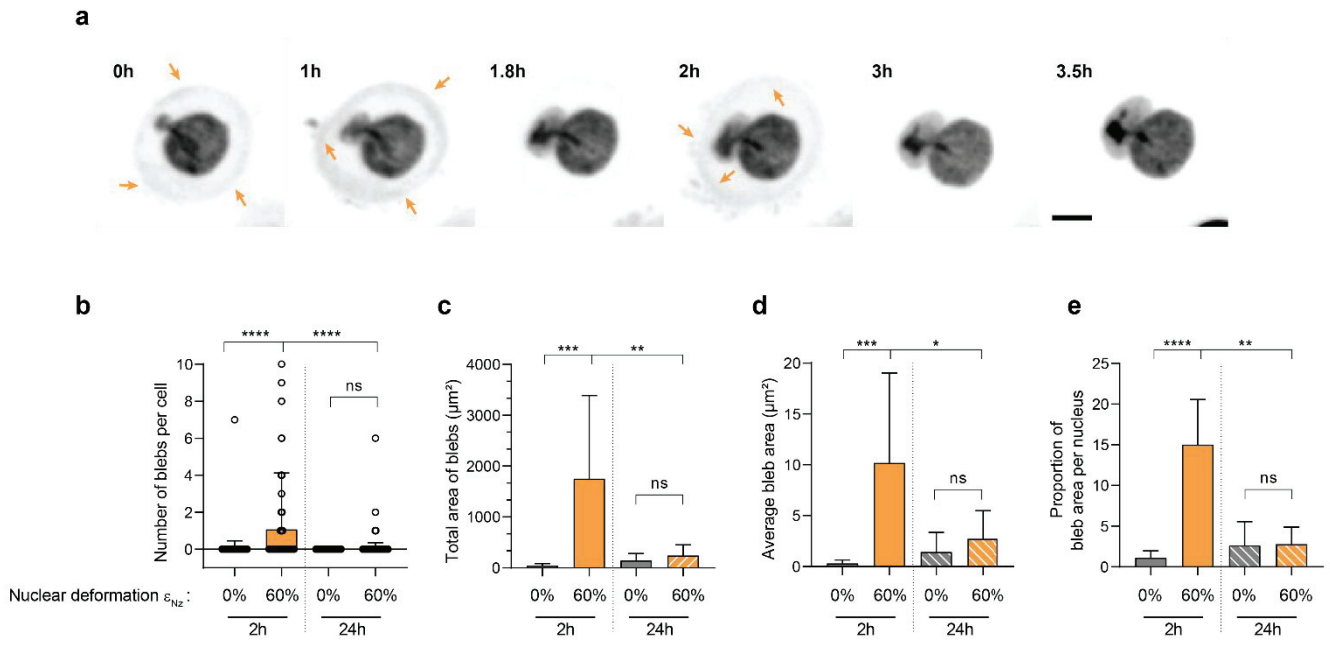 a
0h
1h
1.8h
2h
3h
3.5h
b
c
d
e
Number of blebs per cell
10
8
6
4
2
0
****
****
ns
Total area of blebs (µm²)
4000
3000
2000
1000
0
***
**
ns
Average bleb area (µm²)
20
15
10
5
0
***
*
ns
Proportion of
bleb area per nucleus
25
20
15
10
5
0
****
**
ns
Nuclear deformation εNz :
0% 60% 0% 60%
2h 24h
0% 60% 0% 60%
2h 24h
0% 60% 0% 60%
2h 24h
0% 60% 0% 60%
2h 24h